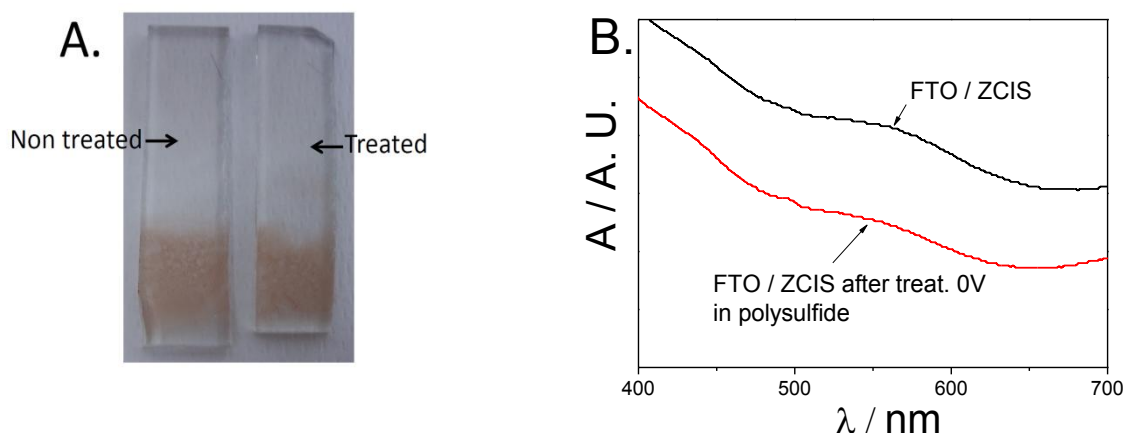 A.
Non treated
Treated
B.
FTO / ZCIS
FTO / ZCIS after treat. 0V
in polysulfide
A / A. U.
400
500
600
700
λ / nm